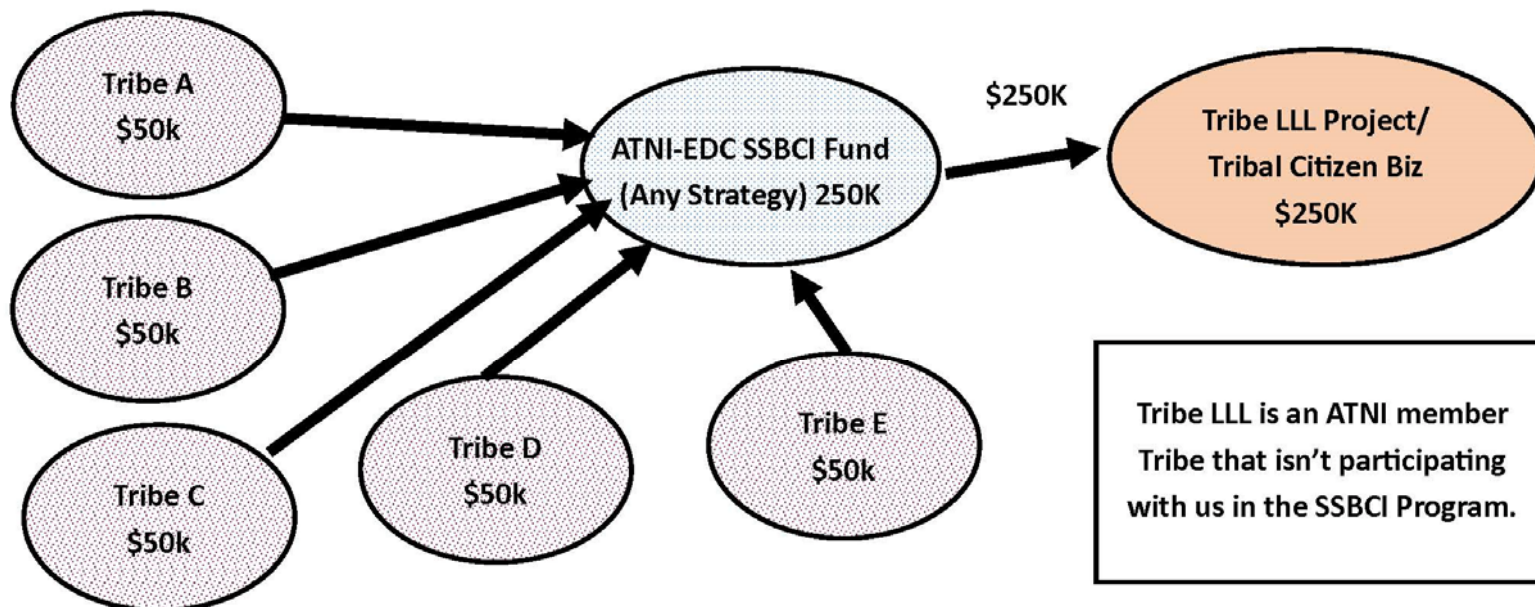 Tribe A
$50k
Tribe B
$50k
Tribe C
$50k
Tribe D
$50k
Tribe E
$50k
ATNI-EDC SSBCI Fund
(Any Strategy) 250K
$250K
Tribe LLL Project/
Tribal Citizen Biz
$250K
Tribe LLL is an ATNI member
Tribe that isn’t participating
with us in the SSBCI Program.